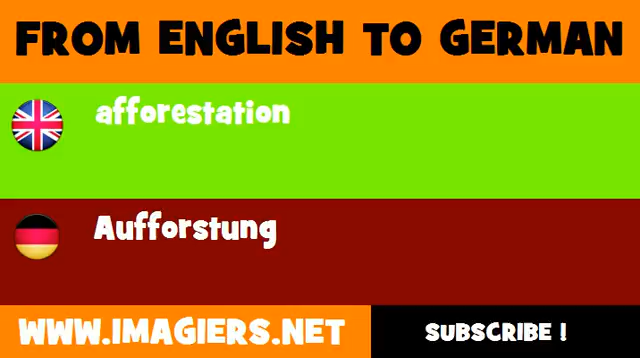 FROM ENGLISH TO GERMAN
afforestation
Aufforstung
WWW.IMAGIERS.NET
SUBSCRIBE !